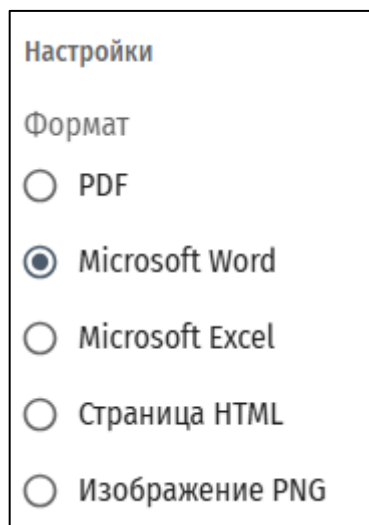 Настройки
Формат
PDF
Microsoft Word
Microsoft Excel
Страница HTML
Изображение PNG